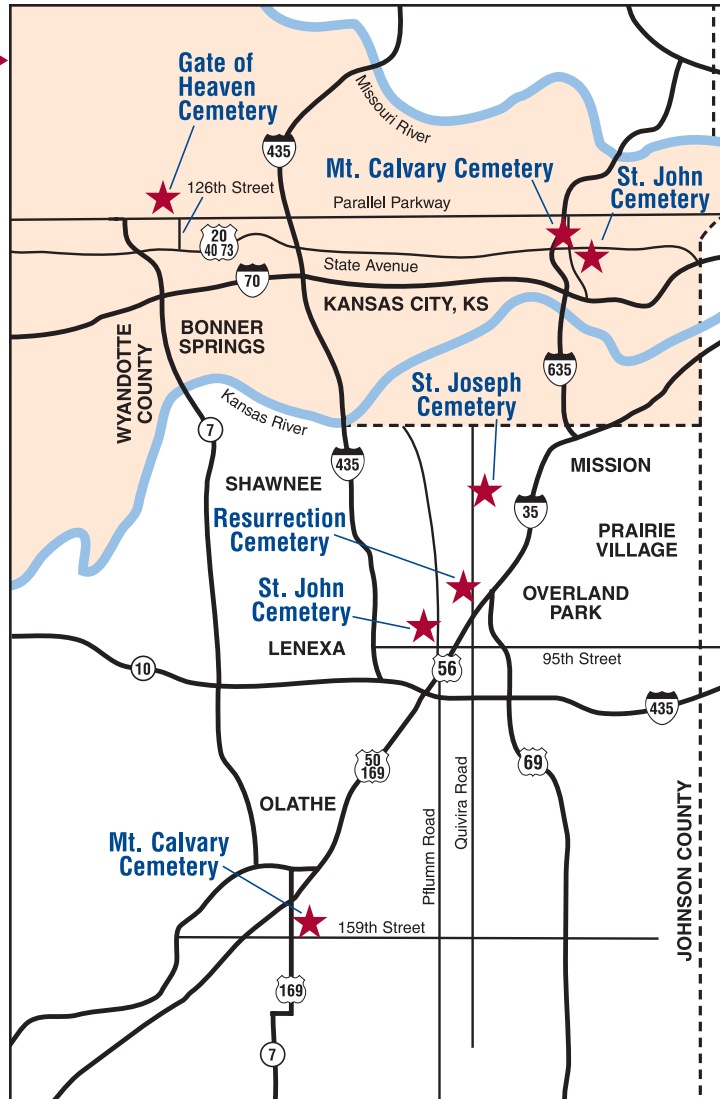 Gate of
Heaven
Cemetery
435
Missouri River
Mt. Calvary Cemetery
St. John
Cemetery
126th Street
Parallel Parkway
20
40 73
State Avenue
70
KANSAS CITY, KS
BONNER
SPRINGS
WYANDOTTE
COUNTY
635
St. Joseph
Cemetery
Kansas River
7
435
MISSION
SHAWNEE
35
Resurrection
Cemetery
PRAIRIE
VILLAGE
St. John
Cemetery
OVERLAND
PARK
LENEXA
95th Street
10
56
435
50
169
69
OLATHE
Pflumm Road
Quivira Road
Mt. Calvary
Cemetery
JOHNSON COUNTY
159th Street
169
7